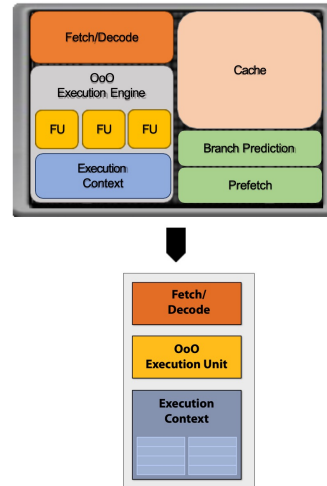 Fetch/Decode
OoO
Execution Engine
FU FU FU
Execution
Context
Cache
Branch Prediction
Prefetch
Fetch/
Decode
OoO
Execution Unit
Execution
Context